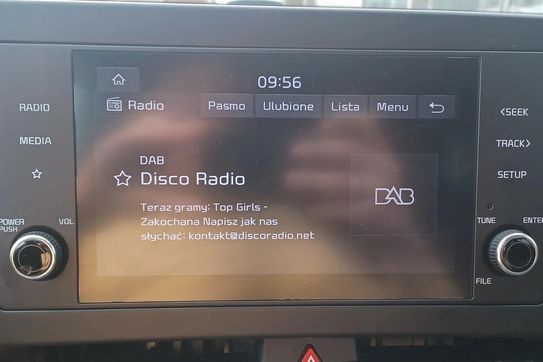 09:56
RADIO
Radio Pasmo Ulubione Lista Menu
<SEEK
MEDIA
TRACK>
DAB
SETUP
Disco Radio
DAB
Teraz gramy: Top Girls -
Zakochana Napisz jak nas
słychać: kontakt@discoradio.net
POWER
PUSH
VOL
TUNE
ENTER
FILE